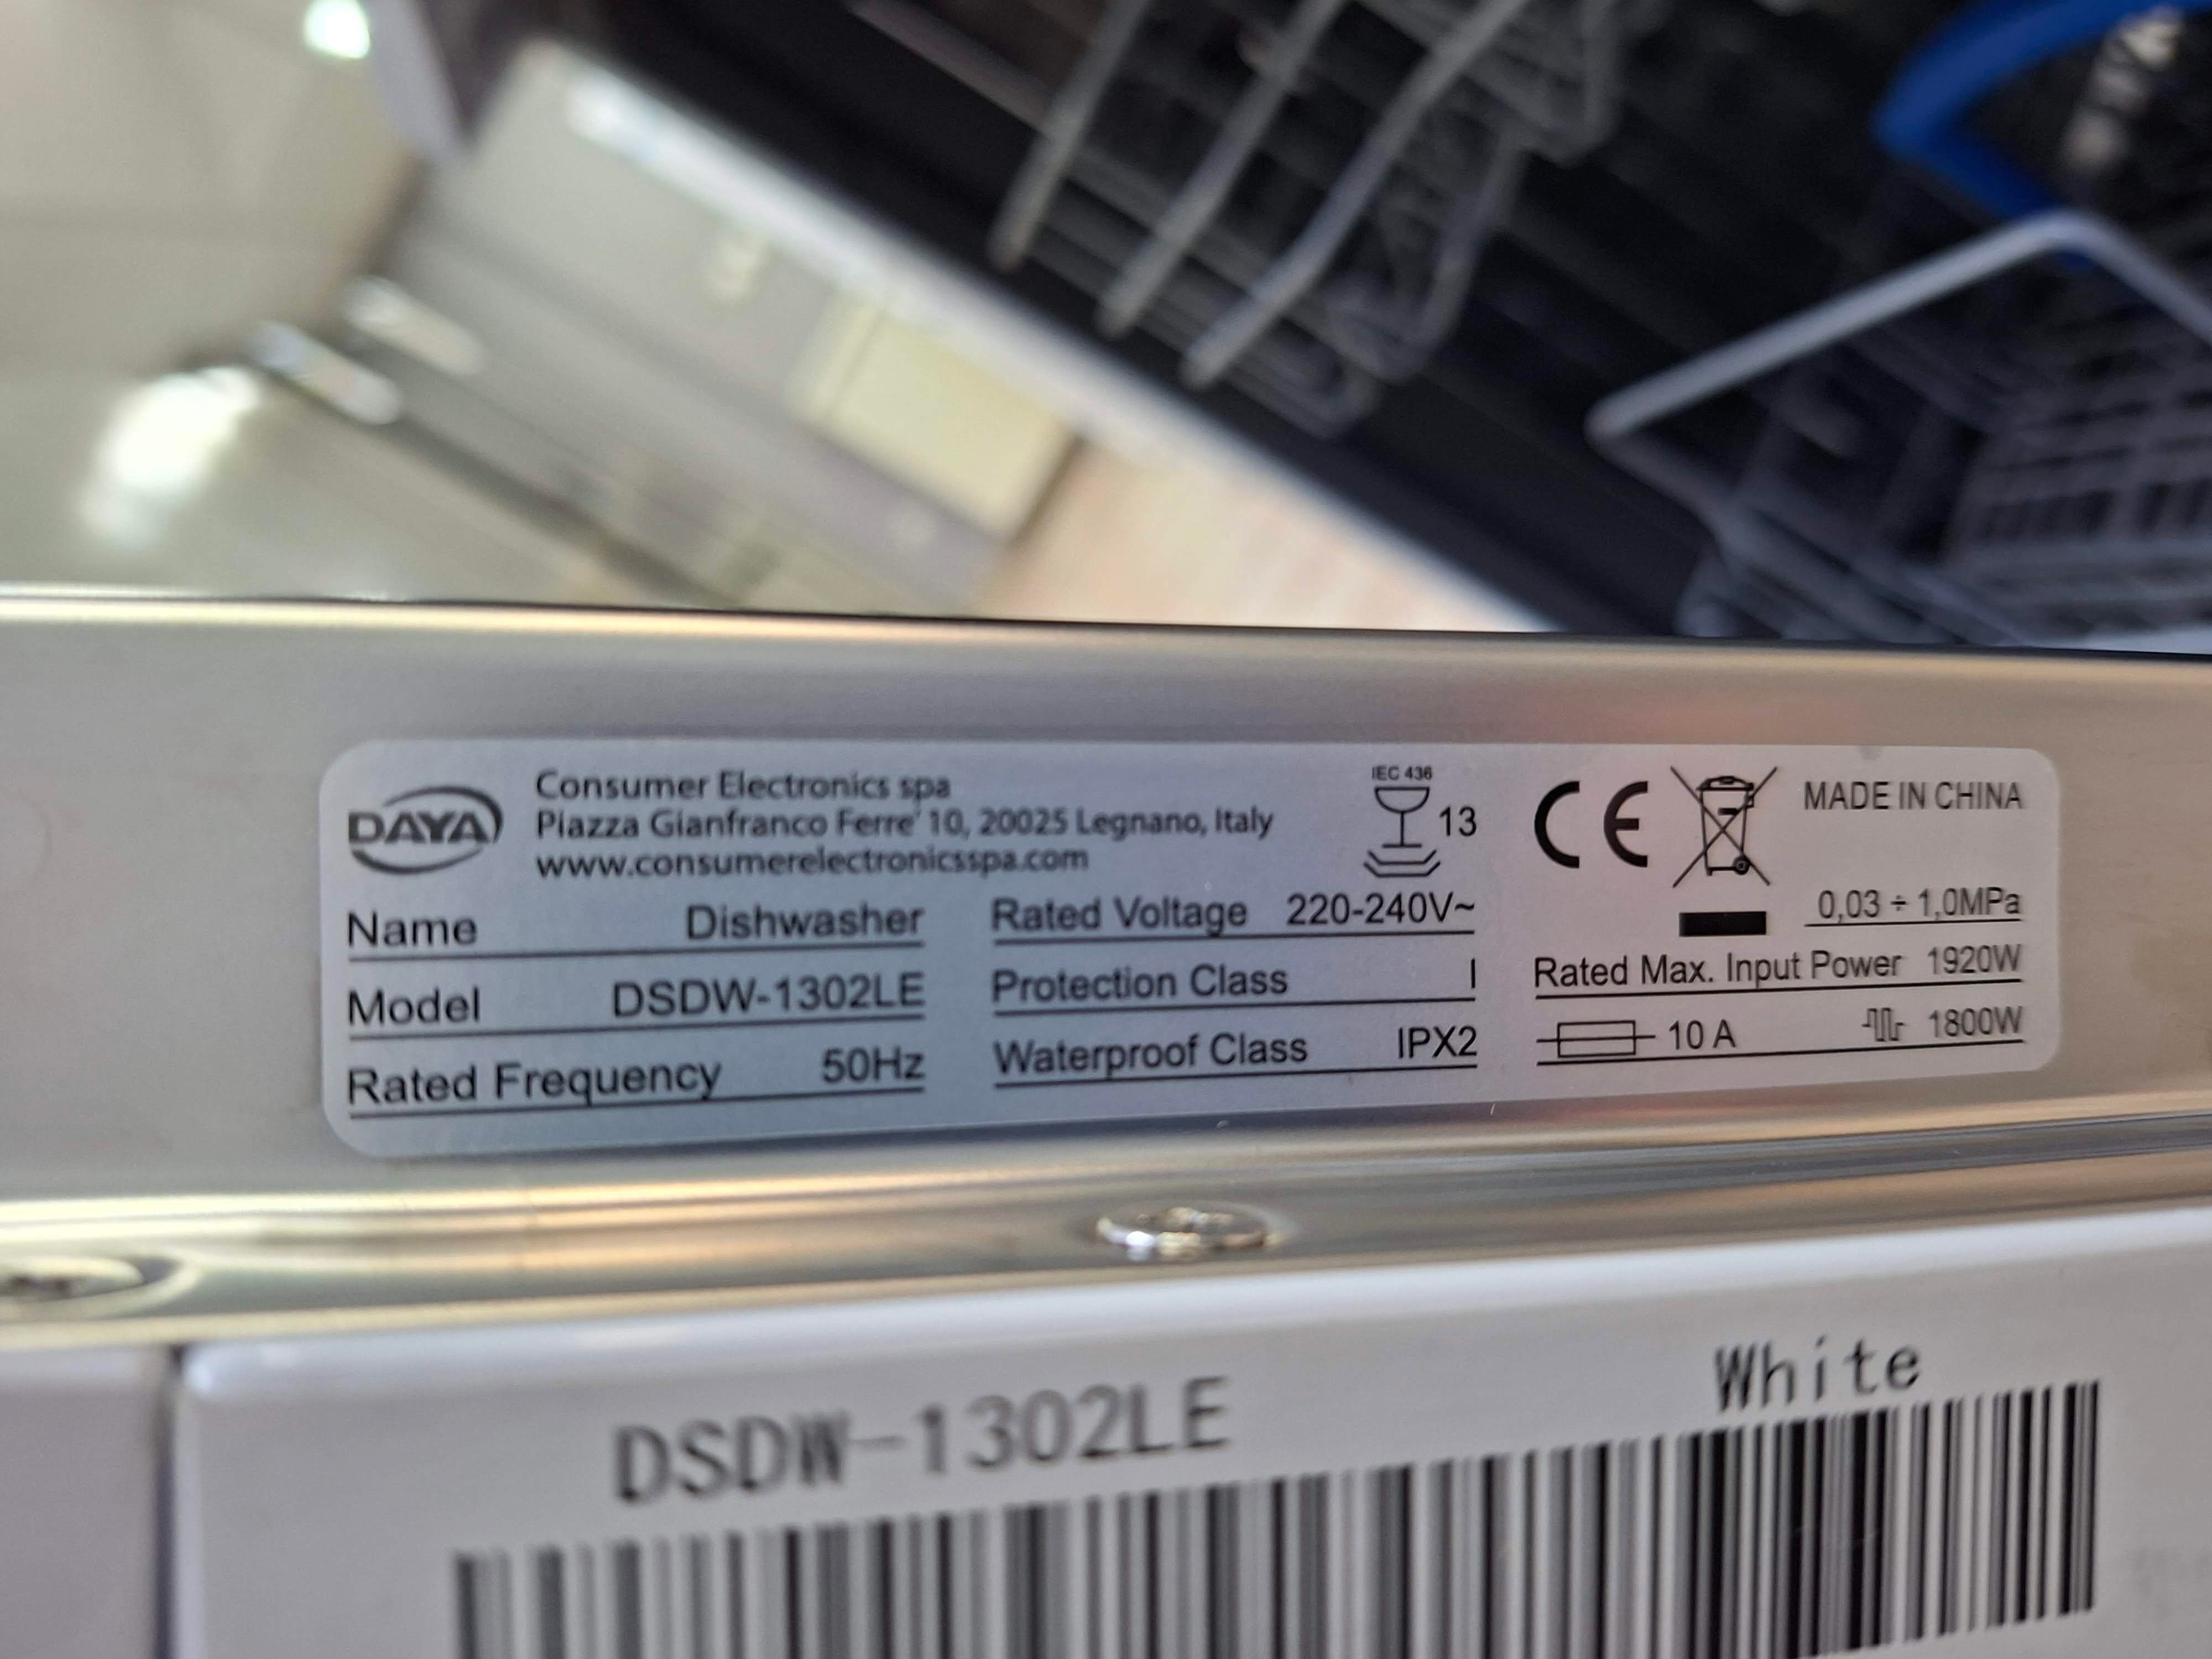 DAYA
Consumer Electronics spa
Piazza Gianfranco Ferre' 10, 20025 Legnano, Italy
www.consumerelectronicsspa.com
Name Dishwasher
Model DSDW-1302LE
Rated Frequency 50Hz
IEC 436
13
Rated Voltage 220-240V~
Protection Class I
Waterproof Class IPX2
CE
MADE IN CHINA
0,03 ÷ 1,0MPa
Rated Max. Input Power 1920W
10 A 1800W
DSDW-1302LE White